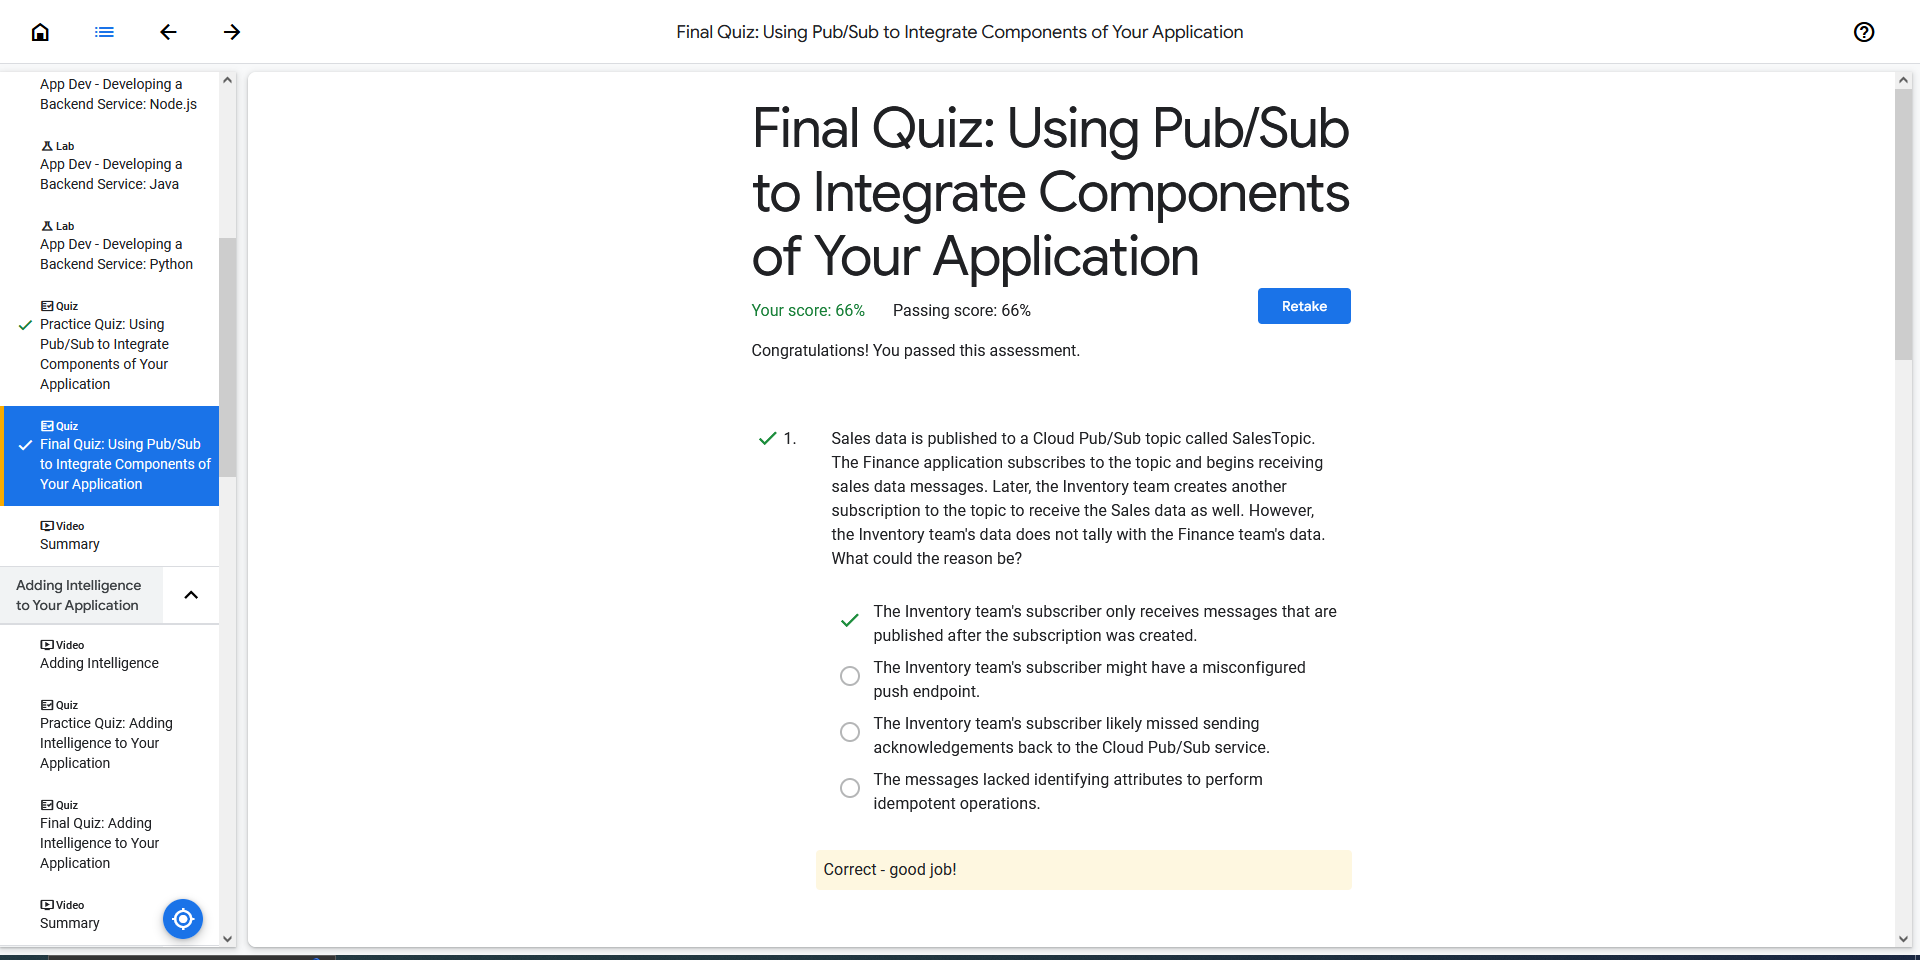 Final Quiz: Using Pub/Sub to Integrate Components of Your Application
App Dev - Developing a
Backend Service: Node.js
Lab
App Dev - Developing a
Backend Service: Java
Lab
App Dev - Developing a
Backend Service: Python
Quiz
Practice Quiz: Using
Pub/Sub to Integrate
Components of Your
Application
Quiz
Final Quiz: Using Pub/Sub
to Integrate Components of
Your Application
Video
Summary
Adding Intelligence
to Your Application
Video
Adding Intelligence
Quiz
Practice Quiz: Adding
Intelligence to Your
Application
Quiz
Final Quiz: Adding
Intelligence to Your
Application
Video
Summary
Final Quiz: Using Pub/Sub
to Integrate Components
of Your Application
Your score: 66% Passing score: 66%
Retake
Congratulations! You passed this assessment.
1. Sales data is published to a Cloud Pub/Sub topic called SalesTopic.
The Finance application subscribes to the topic and begins receiving
sales data messages. Later, the Inventory team creates another
subscription to the topic to receive the Sales data as well. However,
the Inventory team's data does not tally with the Finance team's data.
What could the reason be?
The Inventory team's subscriber only receives messages that are
published after the subscription was created.
The Inventory team's subscriber might have a misconfigured
push endpoint.
The Inventory team's subscriber likely missed sending
acknowledgements back to the Cloud Pub/Sub service.
The messages lacked identifying attributes to perform
idempotent operations.
Correct - good job!